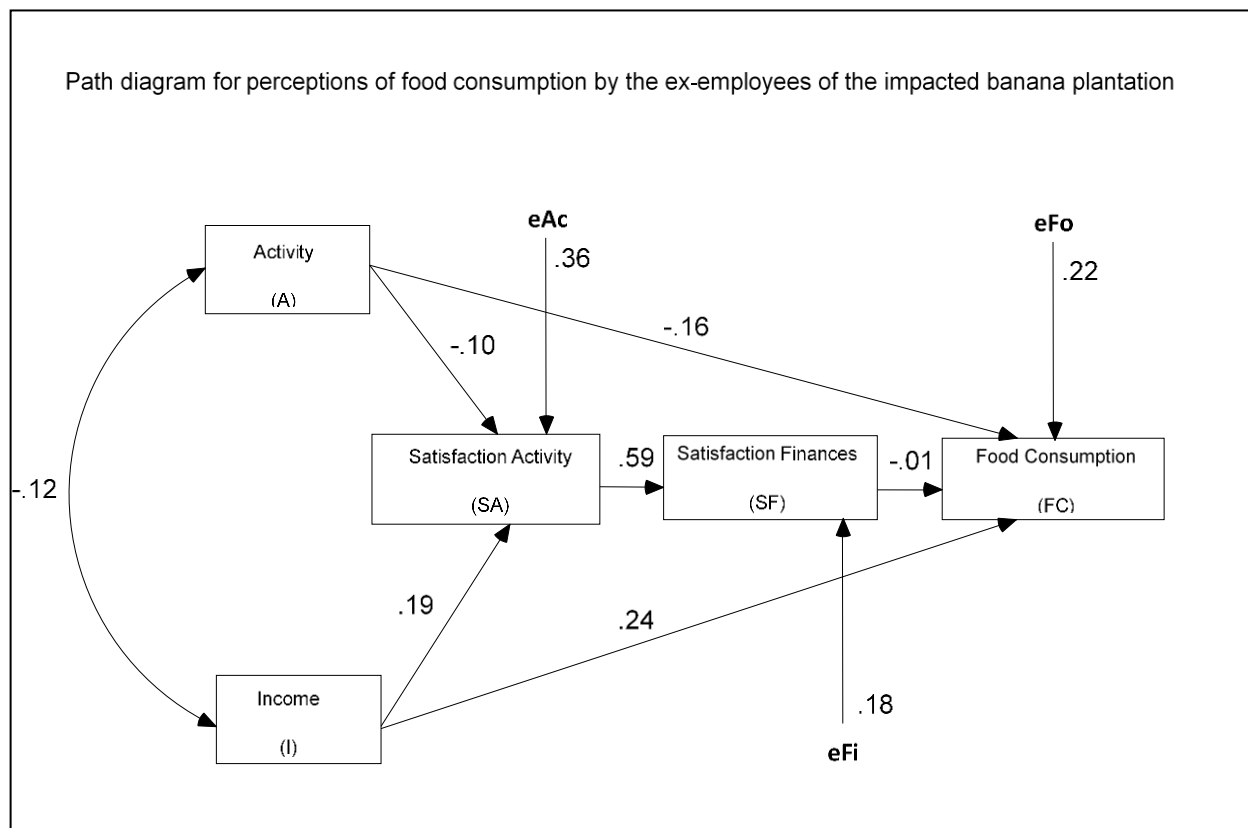 Path diagram for perceptions of food consumption by the ex-employees of the impacted banana plantation
eAc
eFo
Activity
(A)
.36
.22
-.16
-.10
Satisfaction Activity
(SA)
.59
Satisfaction Finances
(SF)
-.01
Food Consumption
(FC)
-.12
.19
.24
Income
(I)
.18
eFi